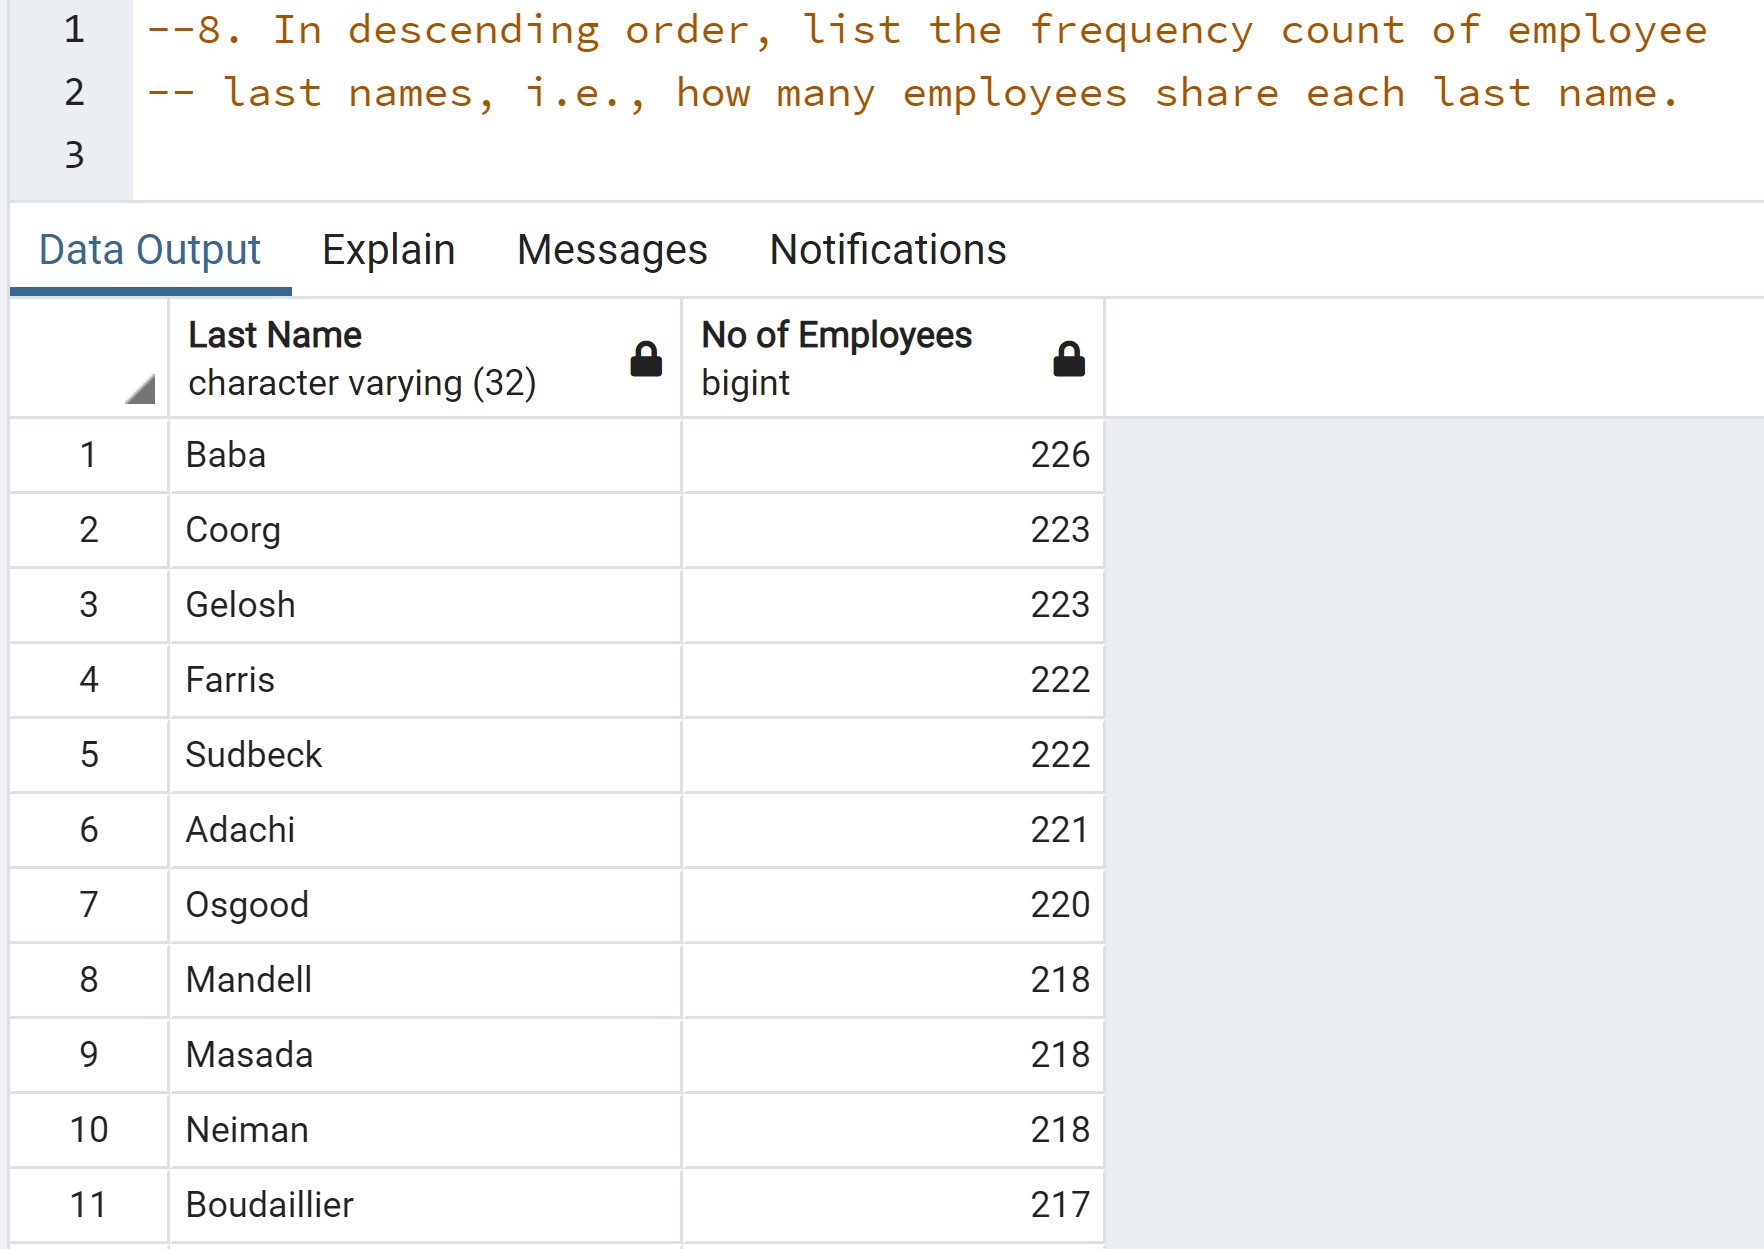 1 --8. In descending order, list the frequency count of employee
2 -- last names, i.e., how many employees share each last name.
3
Data Output Explain Messages Notifications
Last Name No of Employees
character varying (32) bigint
1 Baba 226
2 Coorg 223
3 Gelosh 223
4 Farris 222
5 Sudbeck 222
6 Adachi 221
7 Osgood 220
8 Mandell 218
9 Masada 218
10 Neiman 218
11 Boudaillier 217